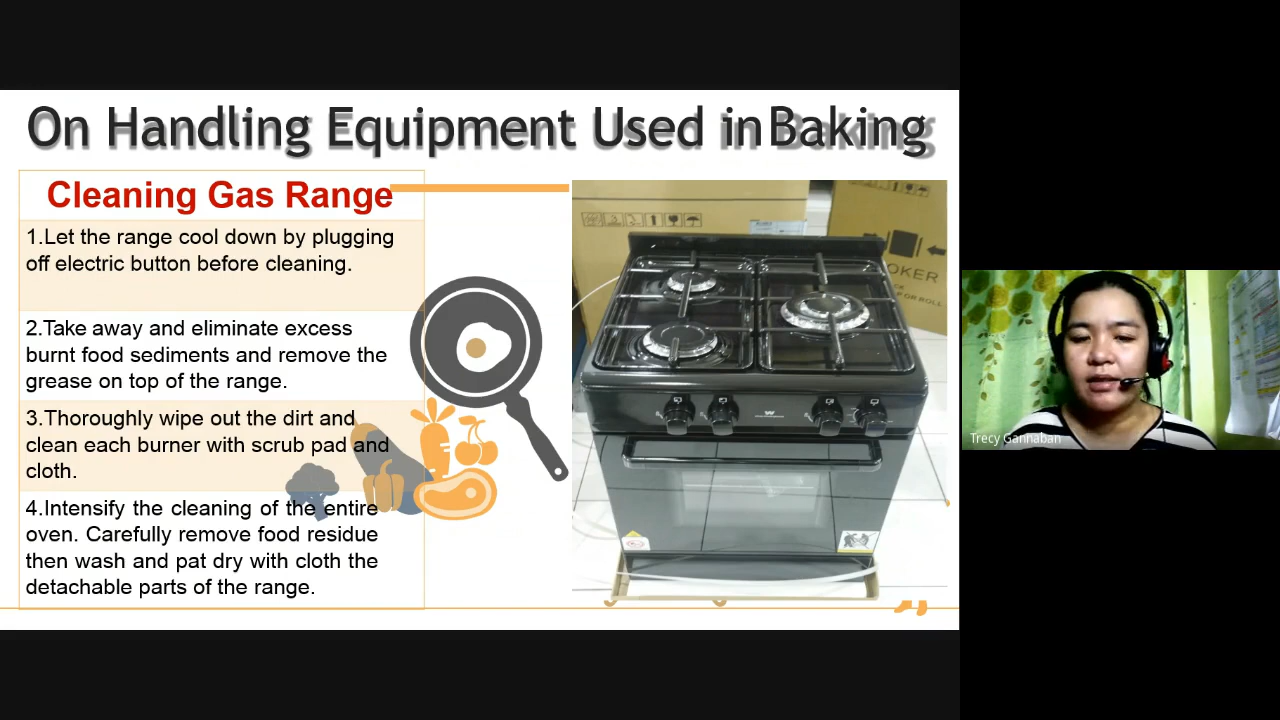 On Handling Equipment Used in Baking
Cleaning Gas Range
1.Let the range cool down by plugging
off electric button before cleaning.
2.Take away and eliminate excess
burnt food sediments and remove the
grease on top of the range.
3.Thoroughly wipe out the dirt and
clean each burner with scrub pad and
cloth.
4.Intensify the cleaning of the entire
oven. Carefully remove food residue
then wash and pat dry with cloth the
detachable parts of the range.
OKER
OR ROLL
Trecy Gannaban